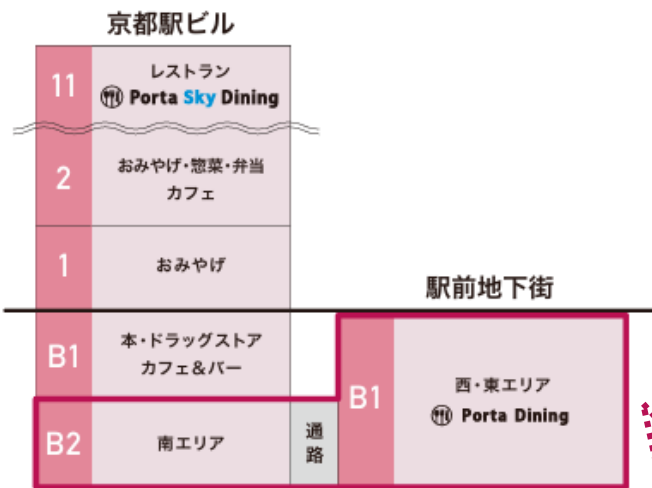 京都駅ビル
11
レストラン
Porta Sky Dining
2
おみやげ・惣菜・弁当
カフェ
1
おみやげ
駅前地下街
B1
本・ドラッグストア
カフェ&バー
B1
西・東エリア
Porta Dining
B2
南エリア
通路